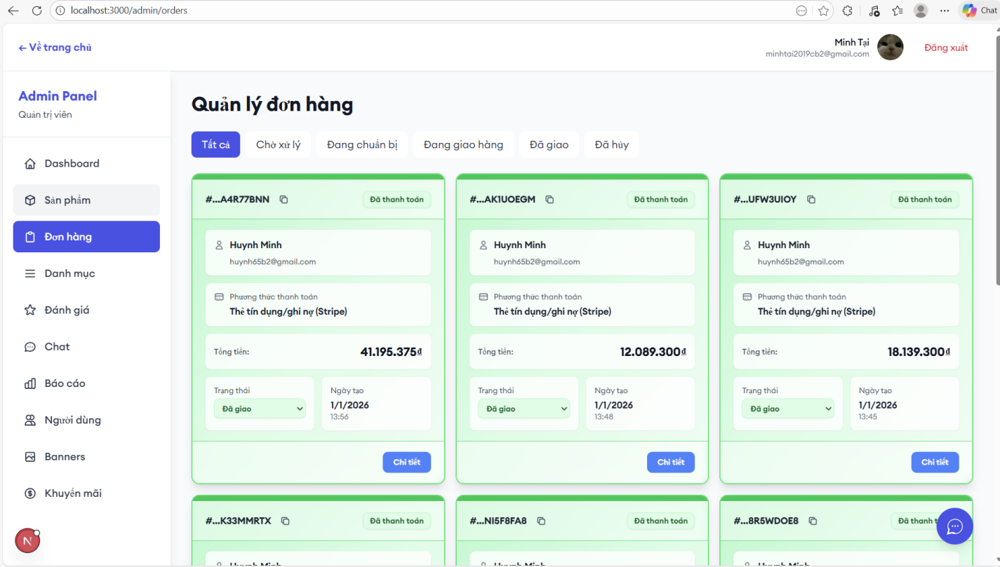 localhost:3000/admin/orders
Chat
← Về trang chủ
Minh Tại
minhtai2019cb2@gmail.com
Đăng xuất
Admin Panel
Quản trị viên
Dashboard
Sản phẩm
Đơn hàng
Danh mục
Đánh giá
Chat
Báo cáo
Người dùng
Banners
Khuyến mãi
N
Quản lý đơn hàng
Tất cả Chờ xử lý Đang chuẩn bị Đang giao hàng Đã giao Đã hủy
#...A4R77BNN Đã thanh toán
Huynh Minh
huynh65b2@gmail.com
Phương thức thanh toán
Thẻ tín dụng/ghi nợ (Stripe)
Tổng tiền: 41.195.375₫
Trạng thái Ngày tạo
Đã giao 1/1/2026
13:56
Chi tiết
#...AK1UOEGM Đã thanh toán
Huynh Minh
huynh65b2@gmail.com
Phương thức thanh toán
Thẻ tín dụng/ghi nợ (Stripe)
Tổng tiền: 12.089.300₫
Trạng thái Ngày tạo
Đã giao 1/1/2026
13:48
Chi tiết
#...UFW3UIOY Đã thanh toán
Huynh Minh
huynh65b2@gmail.com
Phương thức thanh toán
Thẻ tín dụng/ghi nợ (Stripe)
Tổng tiền: 18.139.300₫
Trạng thái Ngày tạo
Đã giao 1/1/2026
13:45
Chi tiết
#...K33MMRTX Đã thanh toán
Huynh Minh
#...NI5F8FA8 Đã thanh toán
Huynh Minh
#...8R5WDOE8 Đã thanh
Huynh Minh